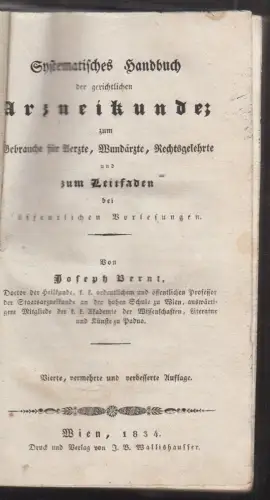 Systematisches Handbuch
der gerichtlichen
Arzneikunde;
zum
Gebrauche für Aerzte, Wundärzte, Rechtsgelehrte
und
zum Leitfaden
bei
öffentlichen Vorlesungen.
Von
Joseph Bernt,
Doctor der Heilkunde, k. k. ordentlichem und öffentlichen Professor
der Staatsarzneikunde an der hohen Schule zu Wien, auswärti-
gem Mitgliede der k. k. Akademie der Wissenschaften, Literatur
und Künste zu Padua.
Vierte, vermehrte und verbesserte Auflage.
Wien, 1834.
Druck und Verlag von J. B. Wallishausser.